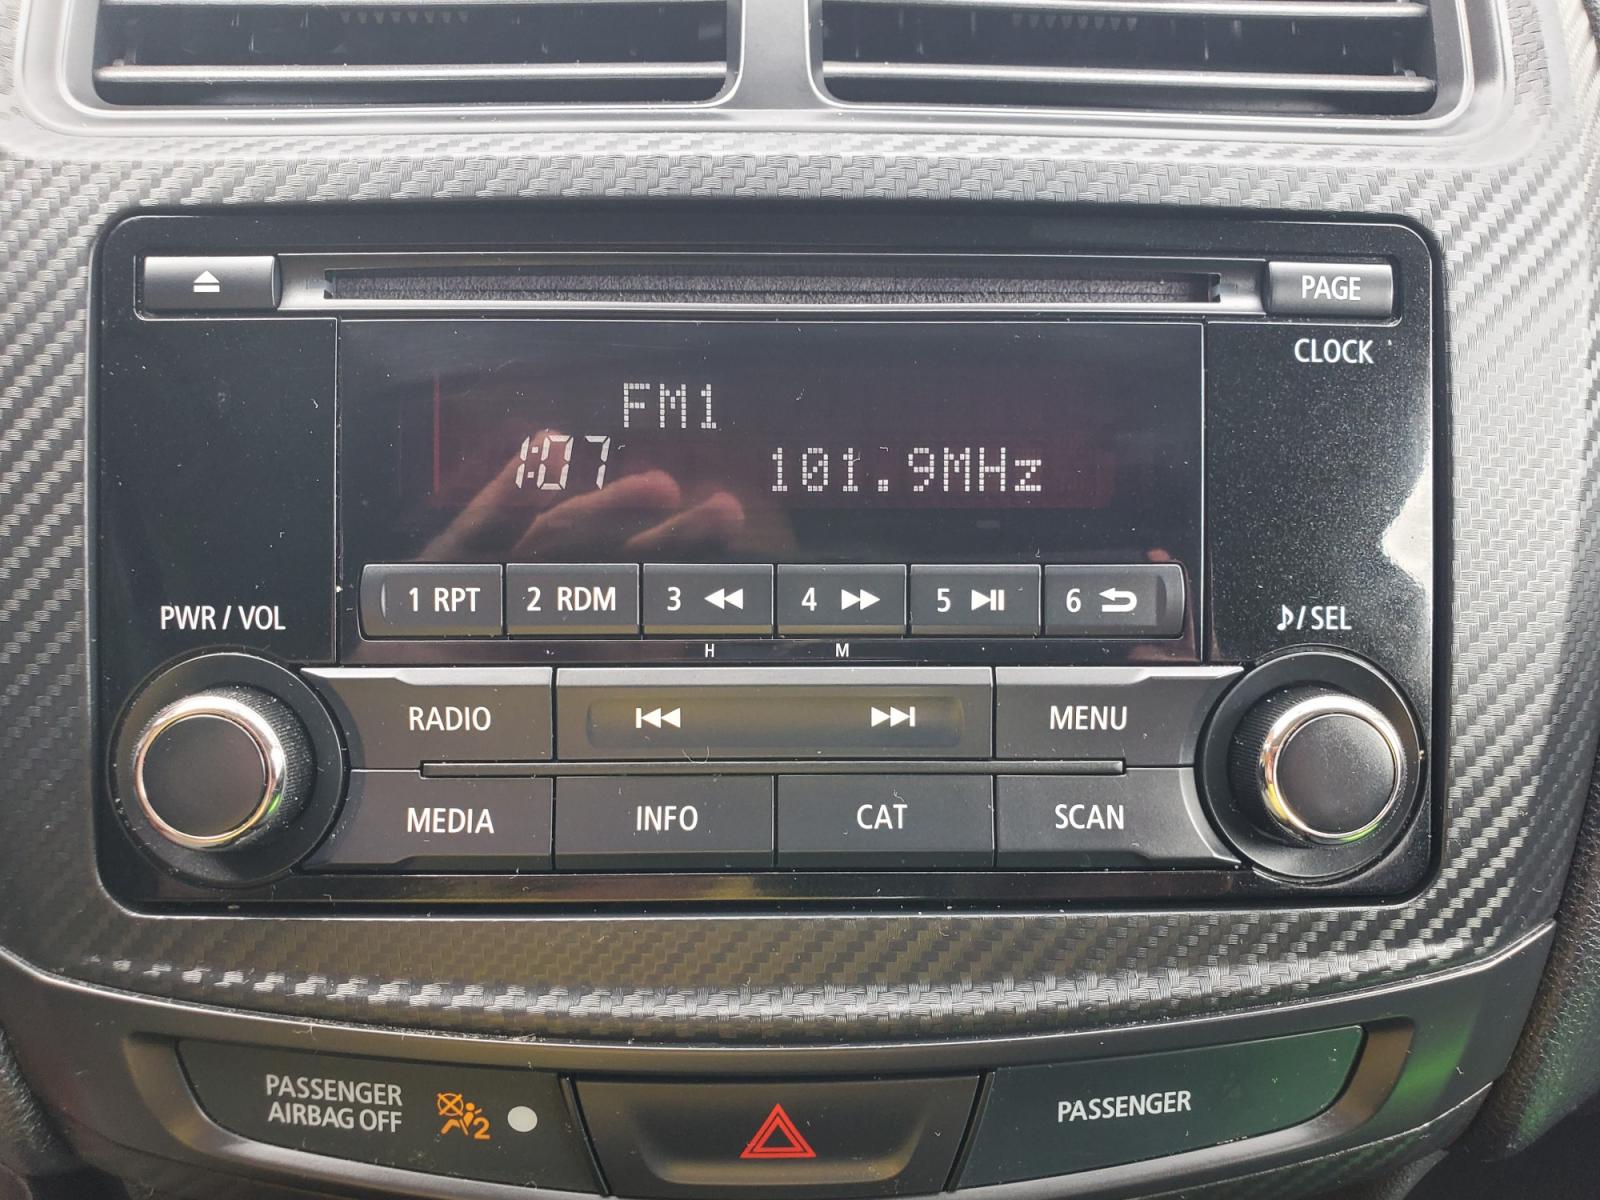 PAGE
CLOCK
FM1
1:07 101.9MHz
1 RPT 2 RDM 3 4 5 6
H M
PWR / VOL
♪/ SEL
RADIO MENU
MEDIA INFO CAT SCAN
PASSENGER
AIRBAG OFF
2
PASSENGER